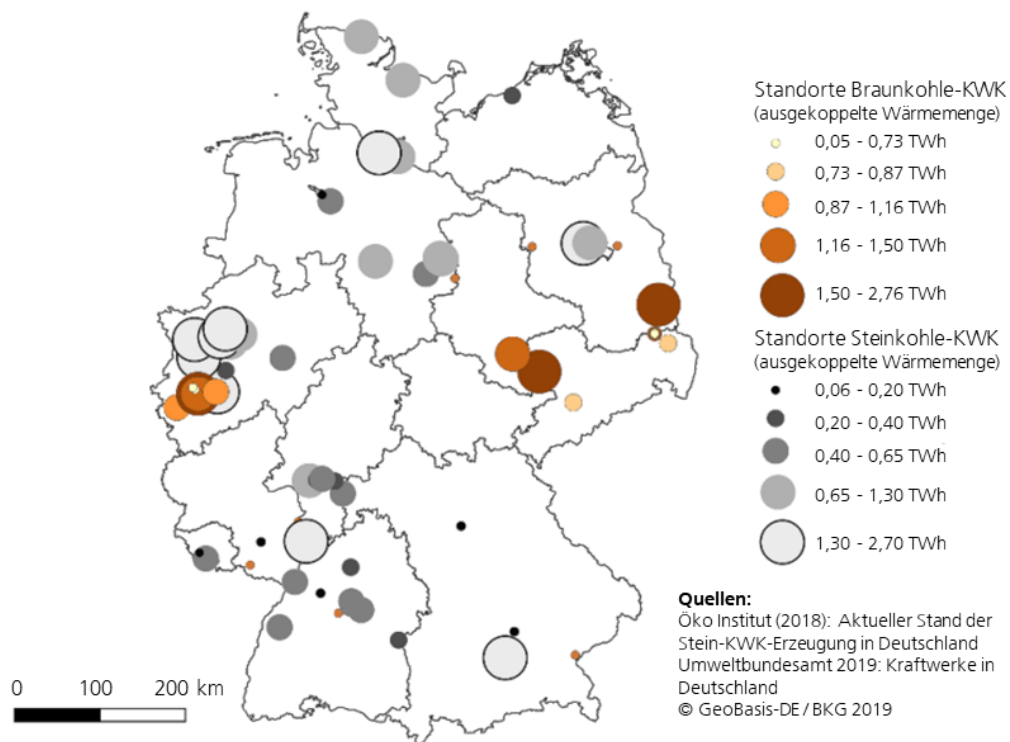 Standorte Braunkohle-KWK
(ausgekoppelte Wärmemenge)
0,05 - 0,73 TWh
0,73 - 0,87 TWh
0,87 - 1,16 TWh
1,16 - 1,50 TWh
1,50 - 2,76 TWh
Standorte Steinkohle-KWK
(ausgekoppelte Wärmemenge)
0,06 - 0,20 TWh
0,20 - 0,40 TWh
0,40 - 0,65 TWh
0,65 - 1,30 TWh
1,30 - 2,70 TWh
Quellen:
Öko Institut (2018): Aktueller Stand der
Stein-KWK-Erzeugung in Deutschland
Umweltbundesamt 2019: Kraftwerke in
Deutschland
© GeoBasis-DE / BKG 2019
0 100 200 km